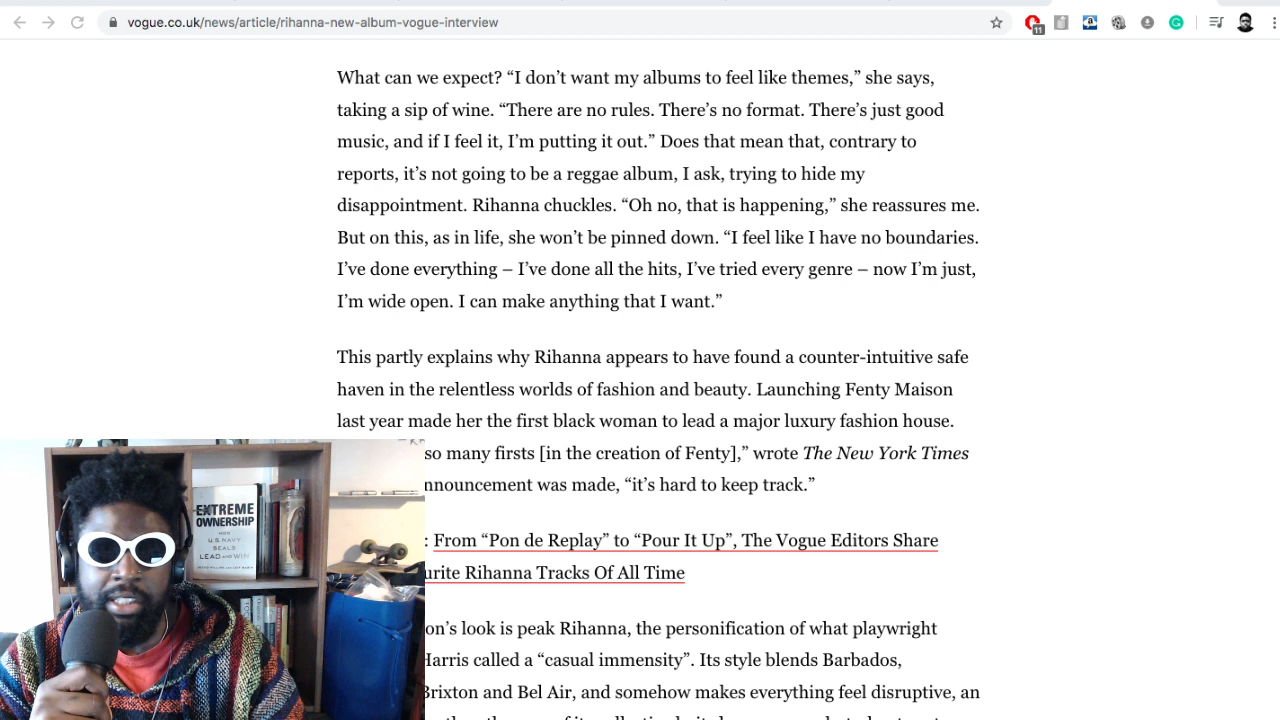 vogue.co.uk/news/article/rihanna-new-album-vogue-interview
11
What can we expect? “I don’t want my albums to feel like themes,” she says,
taking a sip of wine. “There are no rules. There’s no format. There’s just good
music, and if I feel it, I’m putting it out.” Does that mean that, contrary to
reports, it’s not going to be a reggae album, I ask, trying to hide my
disappointment. Rihanna chuckles. “Oh no, that is happening,” she reassures me.
But on this, as in life, she won’t be pinned down. “I feel like I have no boundaries.
I’ve done everything – I’ve done all the hits, I’ve tried every genre – now I’m just,
I’m wide open. I can make anything that I want.”
This partly explains why Rihanna appears to have found a counter-intuitive safe
haven in the relentless worlds of fashion and beauty. Launching Fenty Maison
last year made her the first black woman to lead a major luxury fashion house.
so many firsts [in the creation of Fenty],” wrote The New York Times
nnouncement was made, “it’s hard to keep track.”
: From “Pon de Replay” to “Pour It Up”, The Vogue Editors Share
urite Rihanna Tracks Of All Time
on’s look is peak Rihanna, the personification of what playwright
Harris called a “casual immensity”. Its style blends Barbados,
Brixton and Bel Air, and somehow makes everything feel disruptive, an
EXTREME
OWNERSHIP
HOW
U.S. NAVY
SEALS
LEAD AND WIN